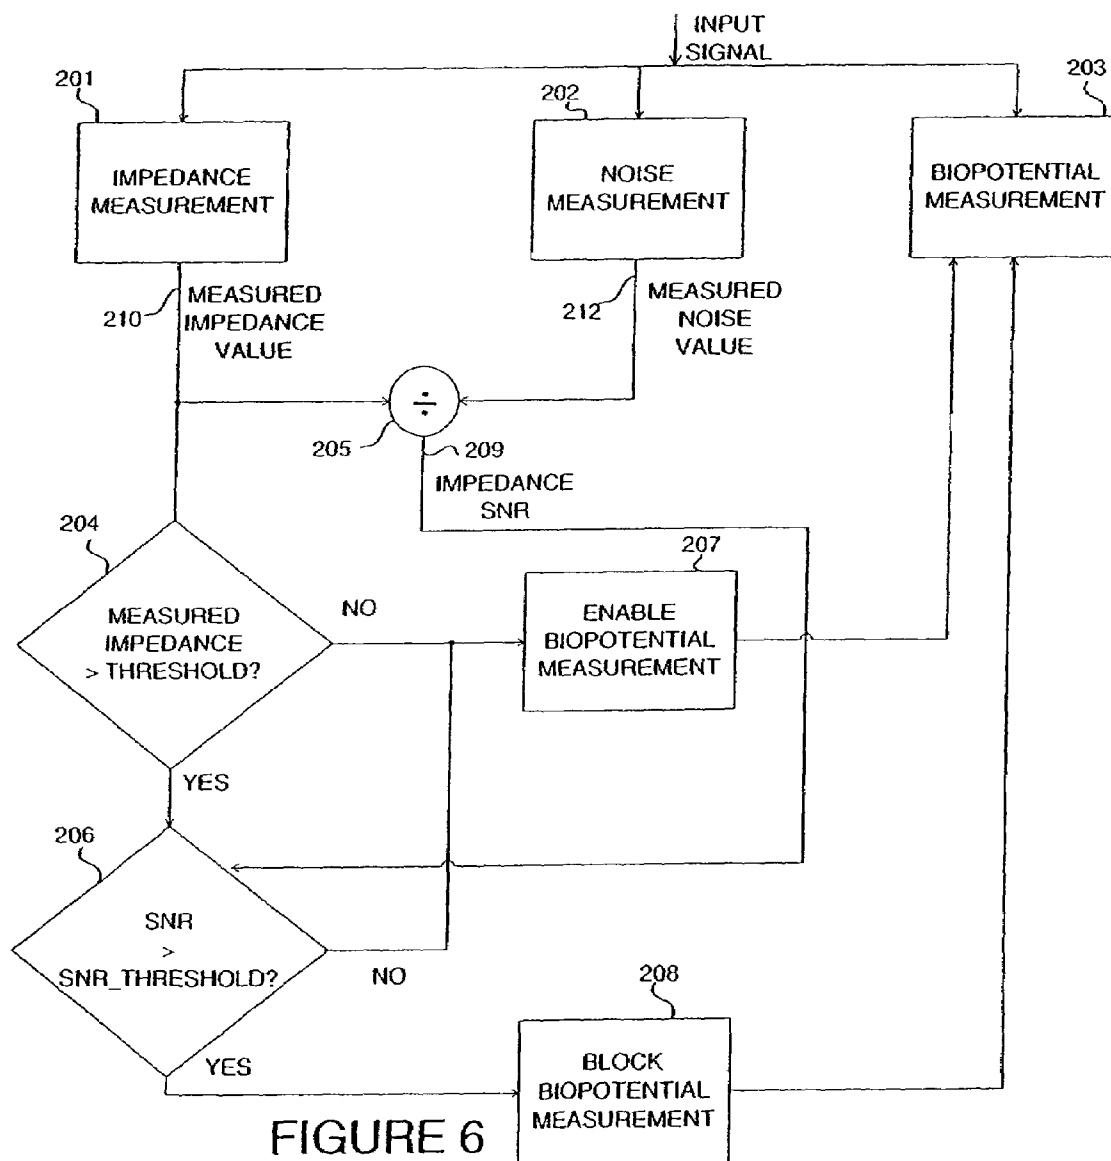 INPUT
SIGNAL
201
202
203
IMPEDANCE
MEASUREMENT
NOISE
MEASUREMENT
BIOPOTENTIAL
MEASUREMENT
210
MEASURED
IMPEDANCE
VALUE
212
MEASURED
NOISE
VALUE
÷
205
209
IMPEDANCE
SNR
204
MEASURED
IMPEDANCE
> THRESHOLD?
NO
207
ENABLE
BIOPOTENTIAL
MEASUREMENT
YES
206
SNR
>
SNR_THRESHOLD?
NO
YES
208
BLOCK
BIOPOTENTIAL
MEASUREMENT
FIGURE 6